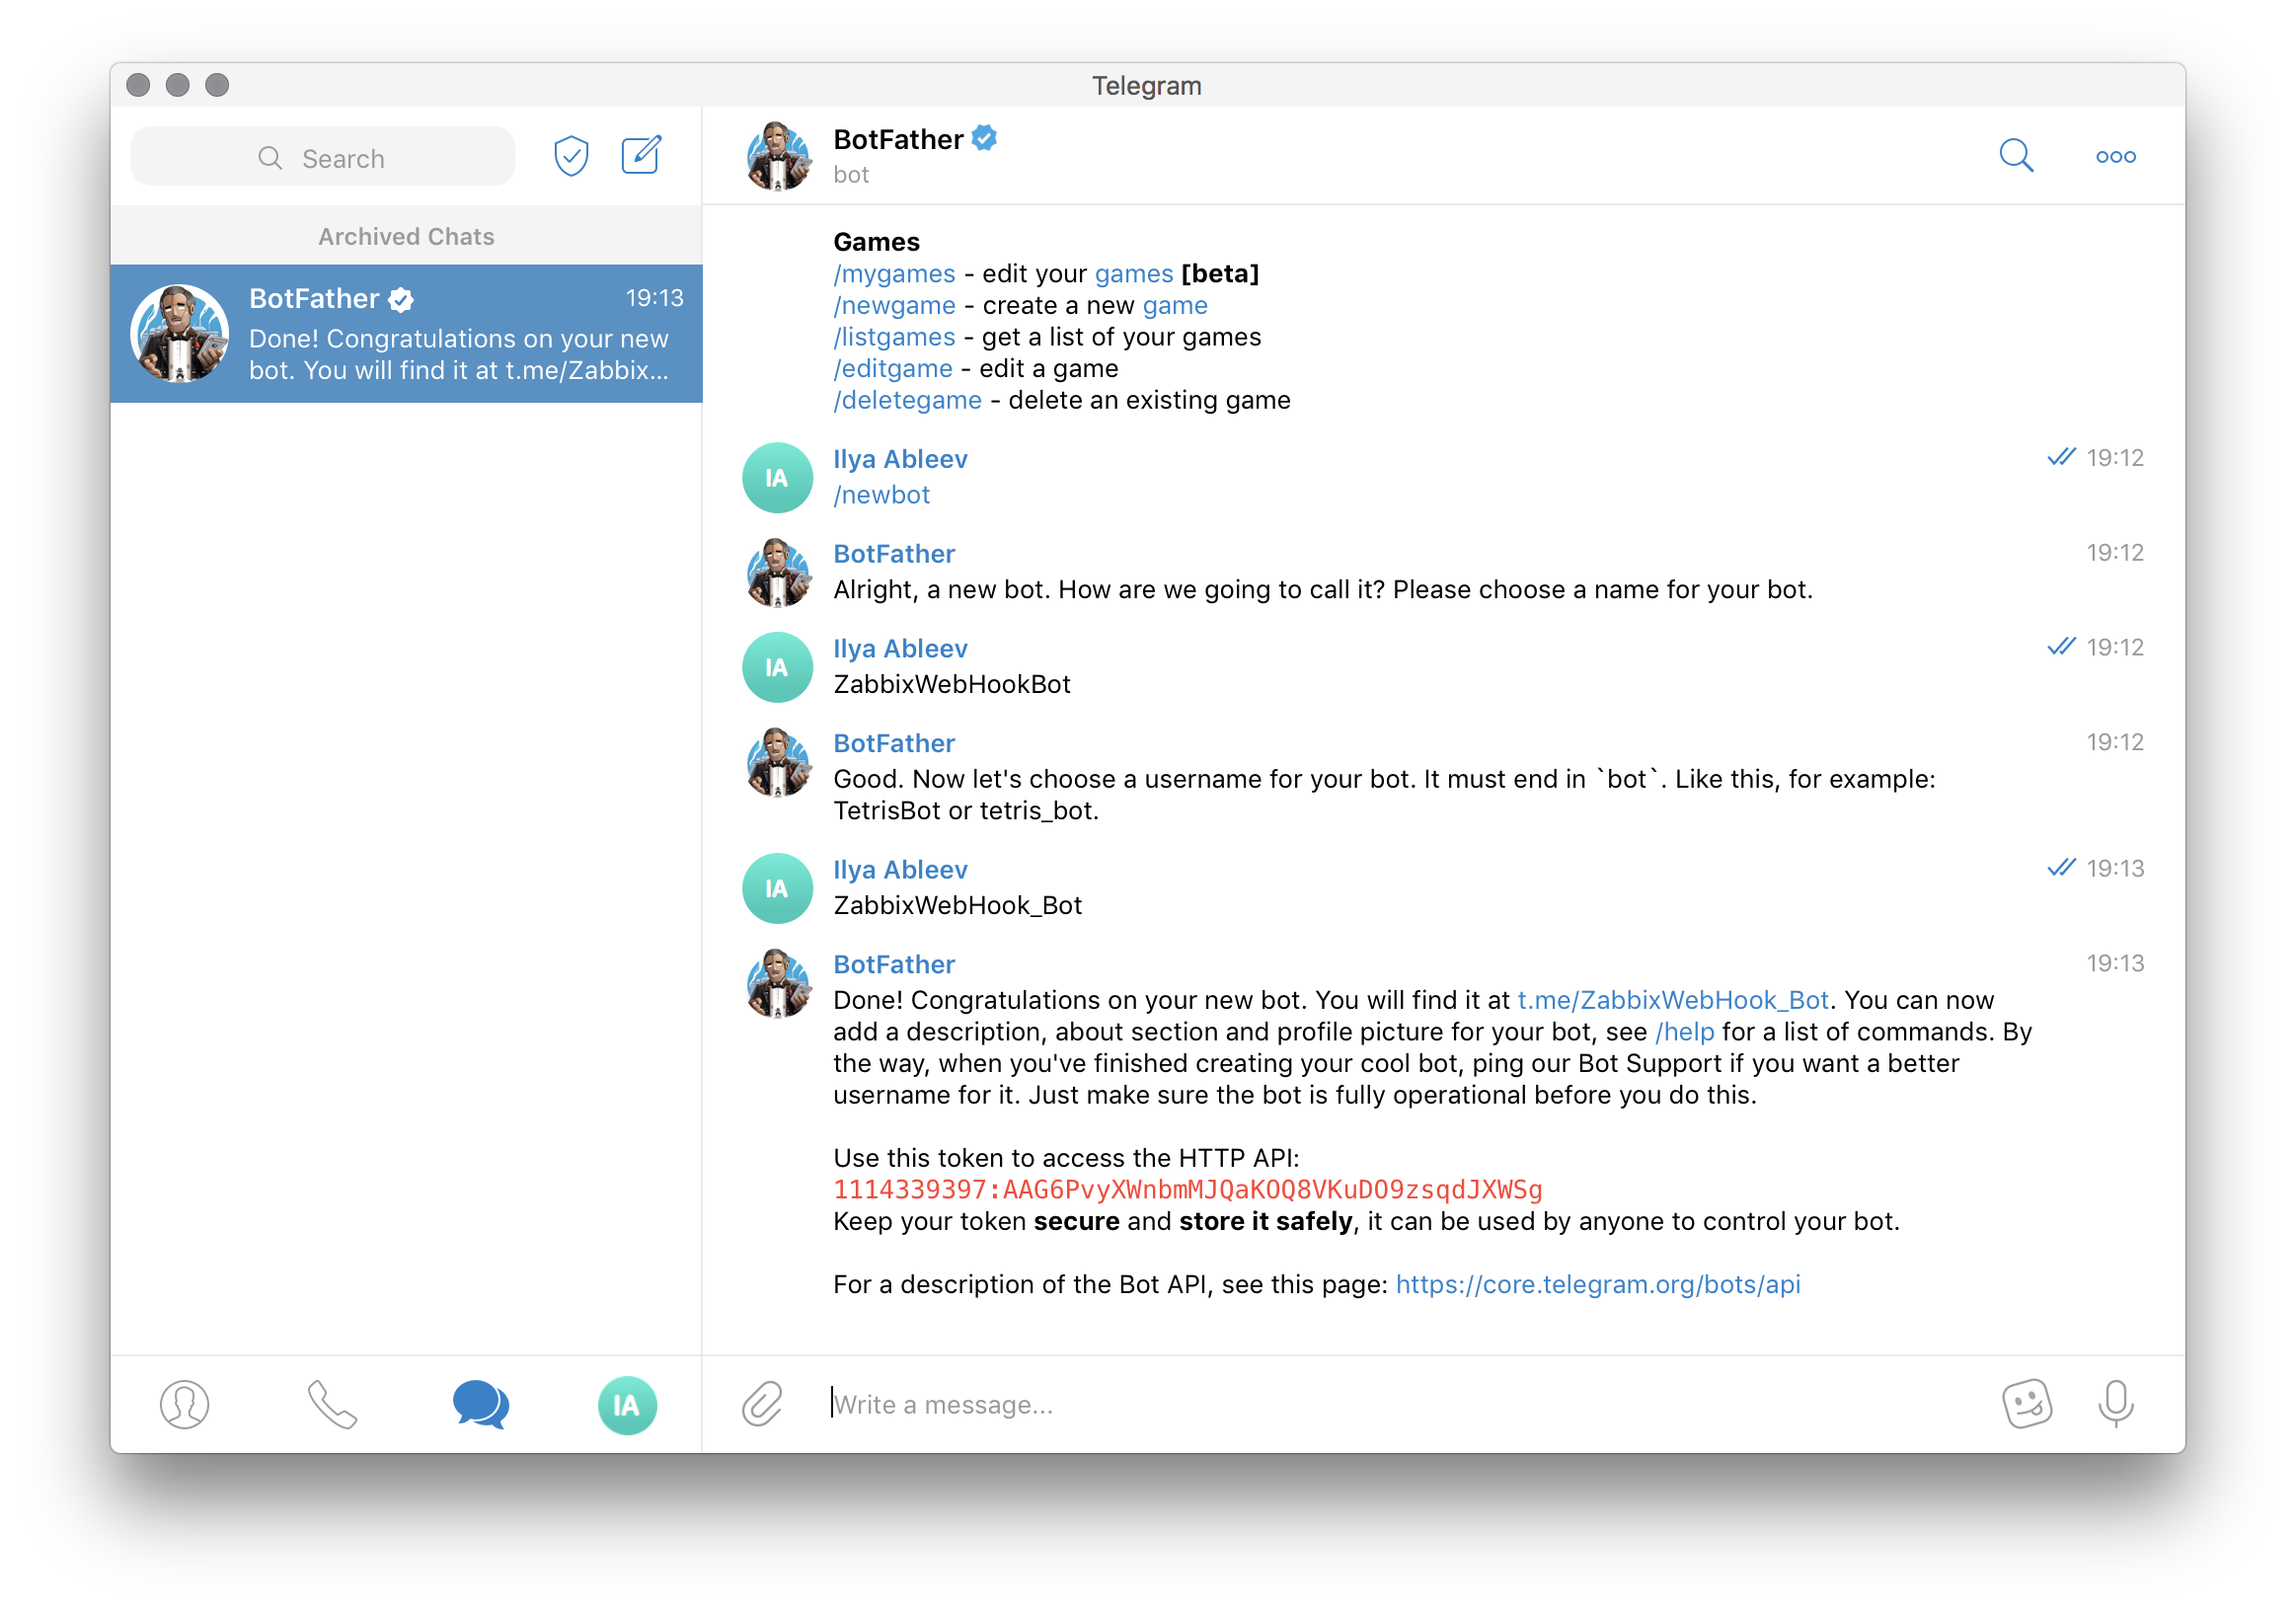 Telegram
Search
Archived Chats
BotFather 19:13
Done! Congratulations on your new
bot. You will find it at t.me/Zabbix...
BotFather
bot
Games
/mygames - edit your games [beta]
/newgame - create a new game
/listgames - get a list of your games
/editgame - edit a game
/deletegame - delete an existing game
IA
Ilya Ableev 19:12
/newbot
BotFather 19:12
Alright, a new bot. How are we going to call it? Please choose a name for your bot.
IA
Ilya Ableev 19:12
ZabbixWebHookBot
BotFather 19:12
Good. Now let's choose a username for your bot. It must end in `bot`. Like this, for example:
TetrisBot or tetris_bot.
IA
Ilya Ableev 19:13
ZabbixWebHook_Bot
BotFather 19:13
Done! Congratulations on your new bot. You will find it at t.me/ZabbixWebHook_Bot. You can now
add a description, about section and profile picture for your bot, see /help for a list of commands. By
the way, when you've finished creating your cool bot, ping our Bot Support if you want a better
username for it. Just make sure the bot is fully operational before you do this.
Use this token to access the HTTP API:
1114339397:AAG6PvyXWnbmMJQaKOQ8VKuDO9zsqdJXWSg
Keep your token secure and store it safely, it can be used by anyone to control your bot.
For a description of the Bot API, see this page: https://core.telegram.org/bots/api
IA
Write a message...